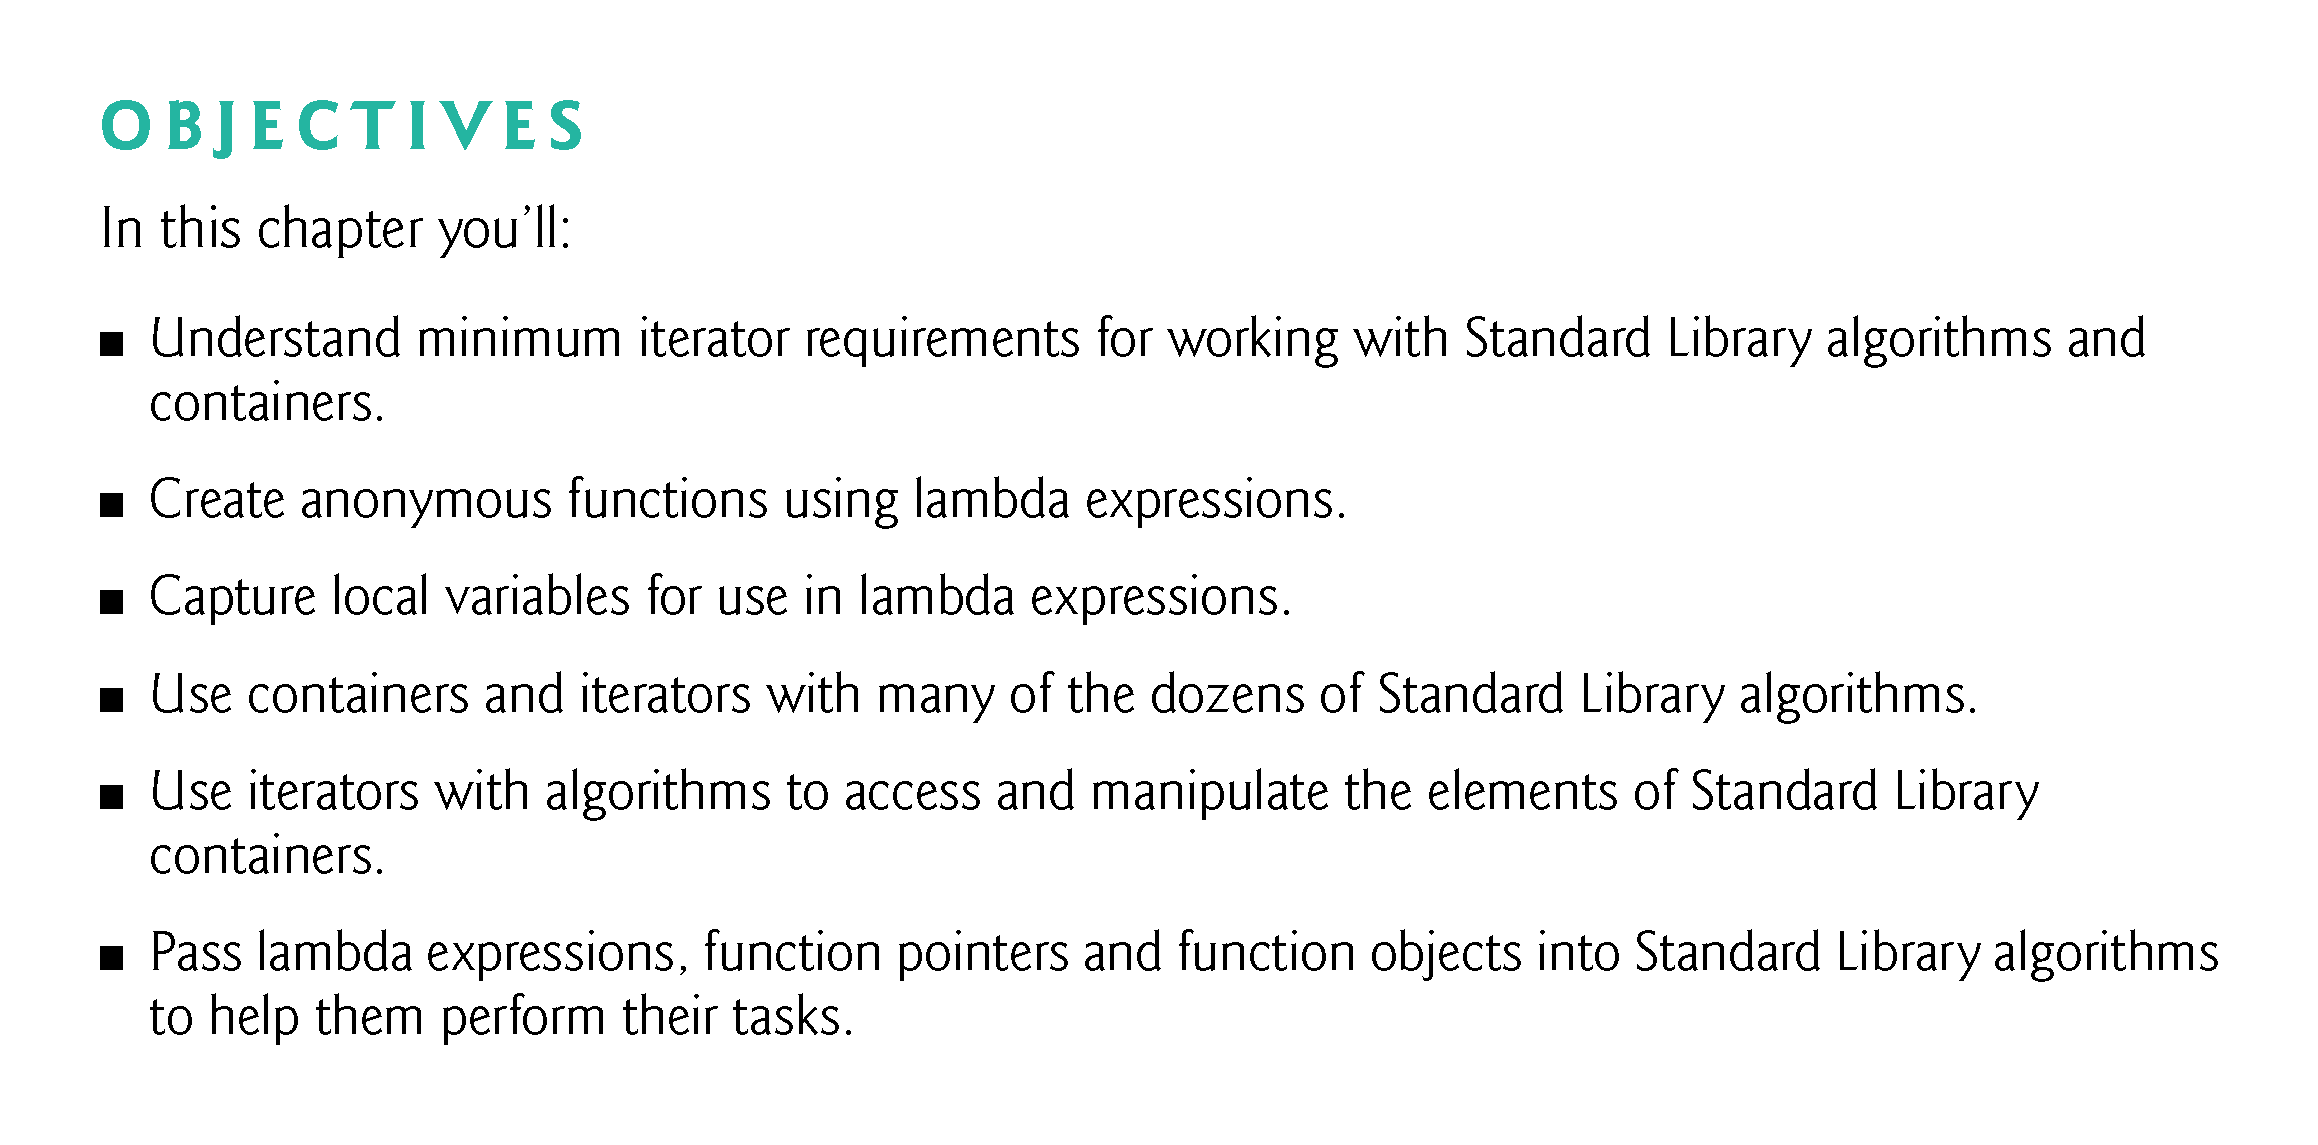 OBJECTIVES
In this chapter you’ll:
■ Understand minimum iterator requirements for working with Standard Library algorithms and
containers.
■ Create anonymous functions using lambda expressions.
■ Capture local variables for use in lambda expressions.
■ Use containers and iterators with many of the dozens of Standard Library algorithms.
■ Use iterators with algorithms to access and manipulate the elements of Standard Library
containers.
■ Pass lambda expressions, function pointers and function objects into Standard Library algorithms
to help them perform their tasks.